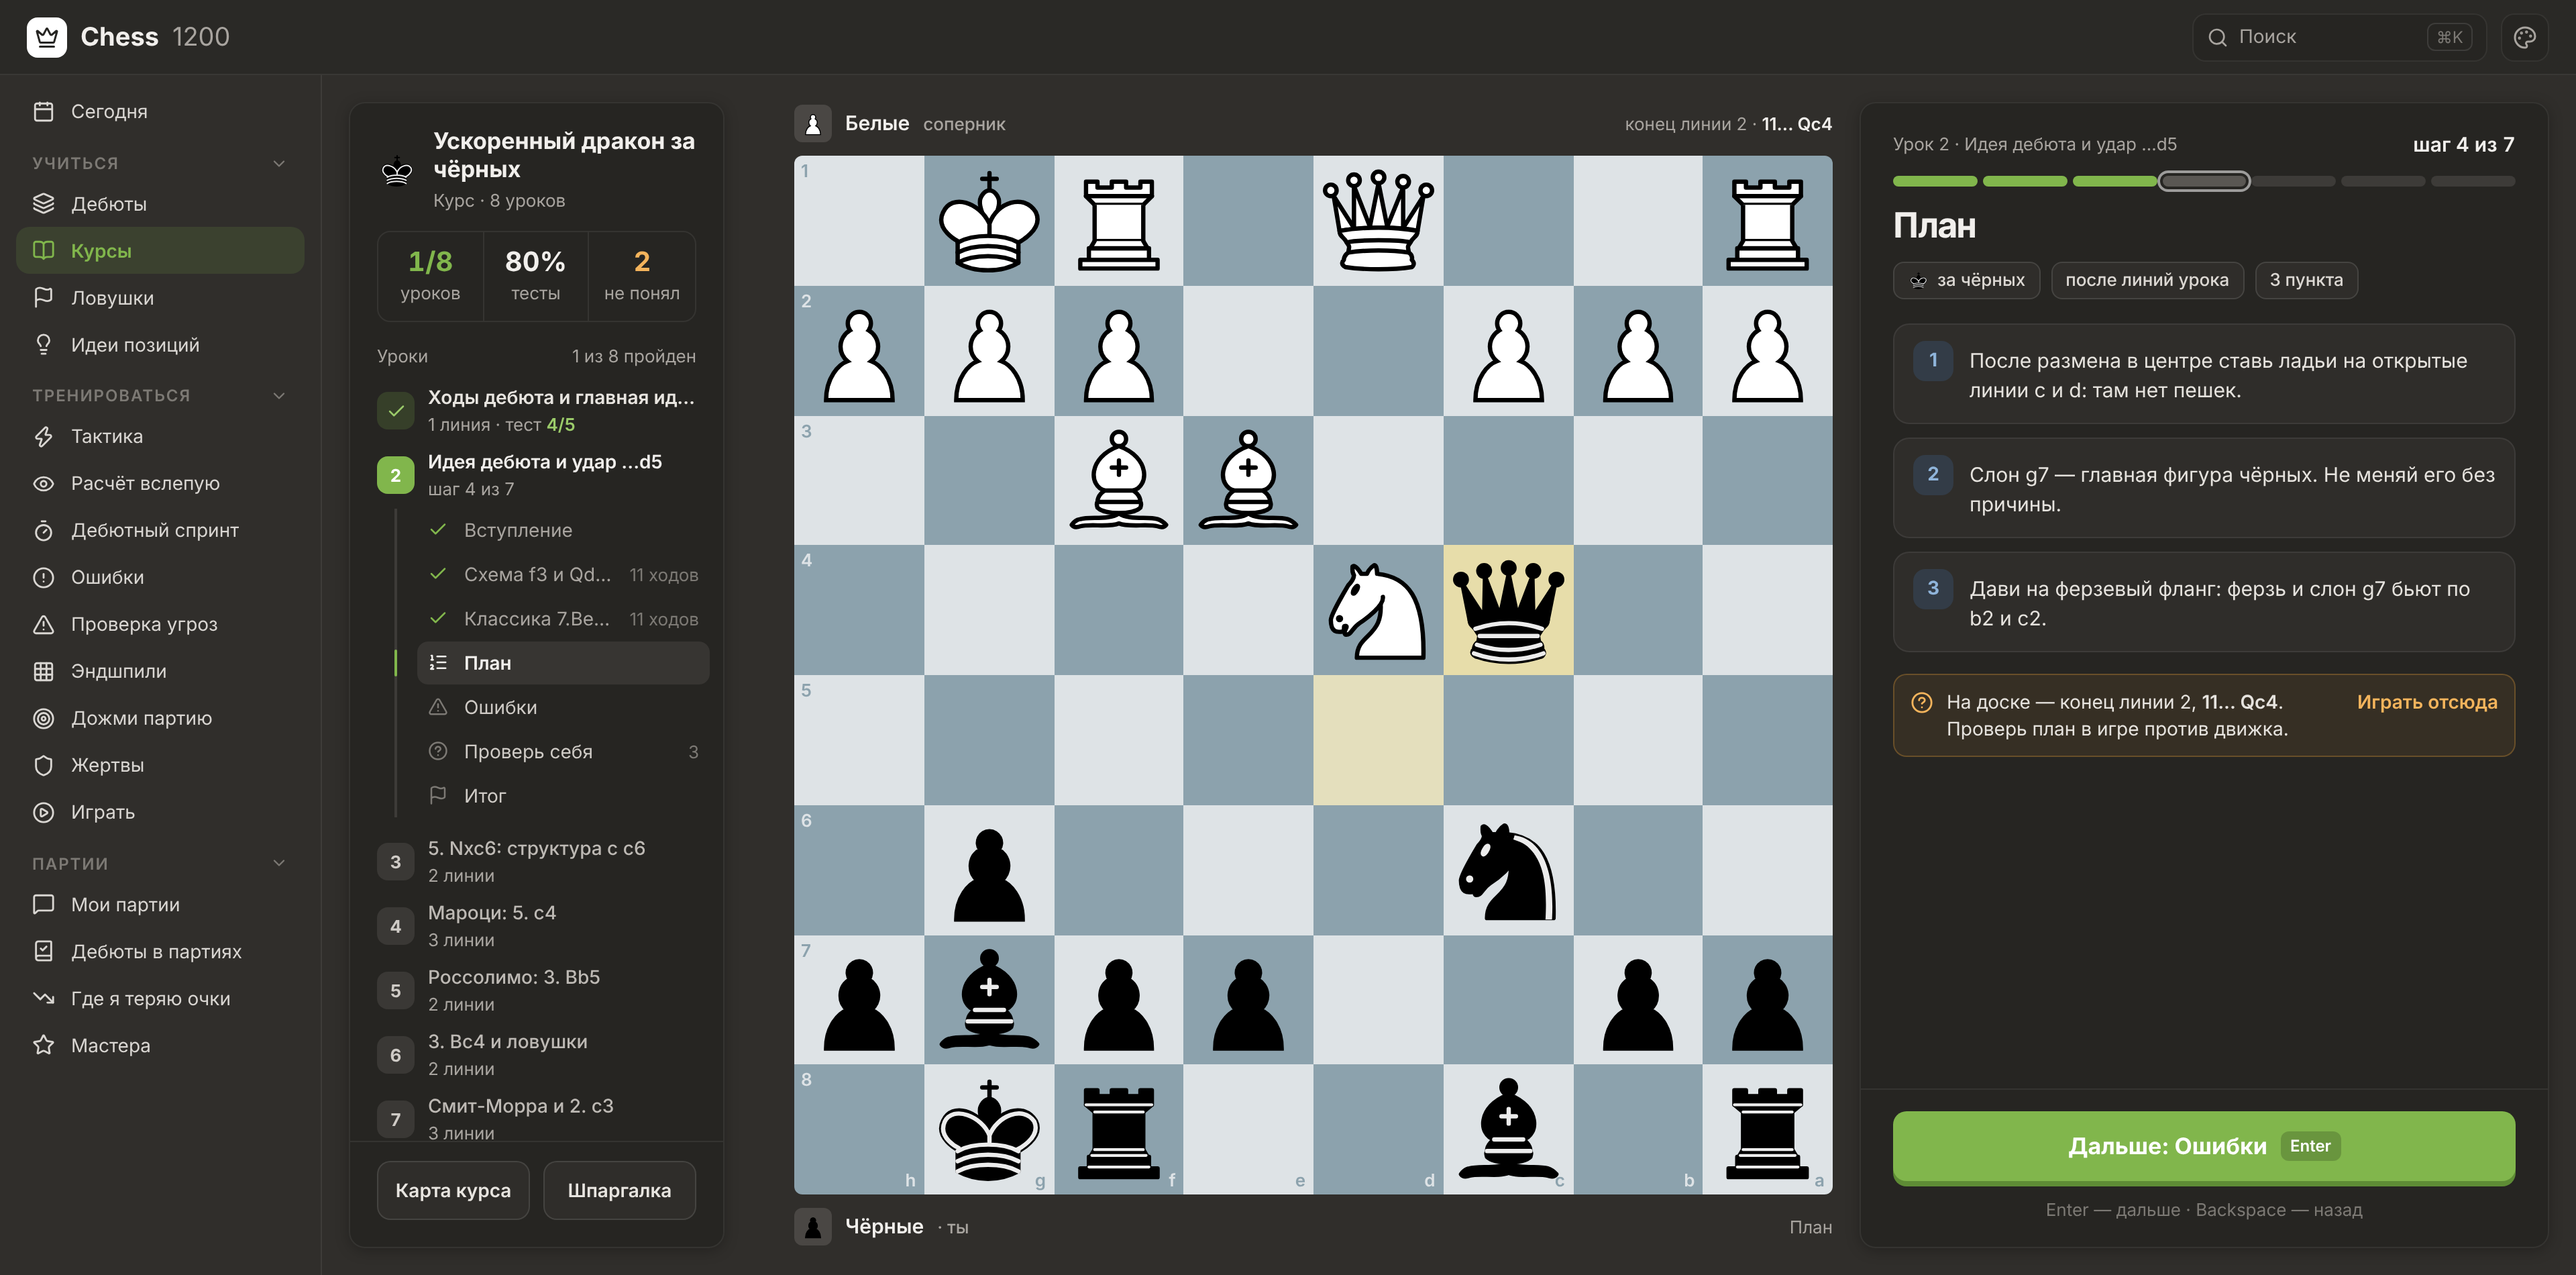 Chess 1200
Поиск
⌘K
Сегодня
УЧИТЬСЯ
Дебюты
Курсы
Ловушки
Идеи позиций
ТРЕНИРОВАТЬСЯ
Тактика
Расчёт вслепую
Дебютный спринт
Ошибки
Проверка угроз
Эндшпили
Дожми партию
Жертвы
Играть
ПАРТИИ
Мои партии
Дебюты в партиях
Где я теряю очки
Мастера
Ускоренный дракон за
чёрных
Курс · 8 уроков
1/8
уроков
80%
тесты
2
не понял
Уроки
1 из 8 пройден
Ходы дебюта и главная ид...
1 линия · тест 4/5
2
Идея дебюта и удар ...d5
шаг 4 из 7
Вступление
Схема f3 и Qd...
11 ходов
Классика 7.Be...
11 ходов
План
Ошибки
Проверь себя
3
Итог
3
5. Nxc6: структура с c6
2 линии
4
Мароци: 5. c4
3 линии
5
Россолимо: 3. Bb5
2 линии
6
3. Bc4 и ловушки
2 линии
7
Смит-Морра и 2. c3
3 линии
Карта курса
Шпаргалка
Белые соперник
конец линии 2 · 11... Qc4
1
2
3
4
5
6
7
8
h
g
f
e
d
c
b
a
Чёрные · ты
План
Урок 2 · Идея дебюта и удар ...d5
шаг 4 из 7
План
за чёрных
после линий урока
3 пункта
1
После размена в центре ставь ладьи на открытые
линии c и d: там нет пешек.
2
Слон g7 — главная фигура чёрных. Не меняй его без
причины.
3
Дави на ферзевый фланг: ферзь и слон g7 бьют по
b2 и c2.
На доске — конец линии 2, 11... Qc4.
Проверь план в игре против движка.
Играть отсюда
Дальше: Ошибки
Enter
Enter — дальше · Backspace — назад